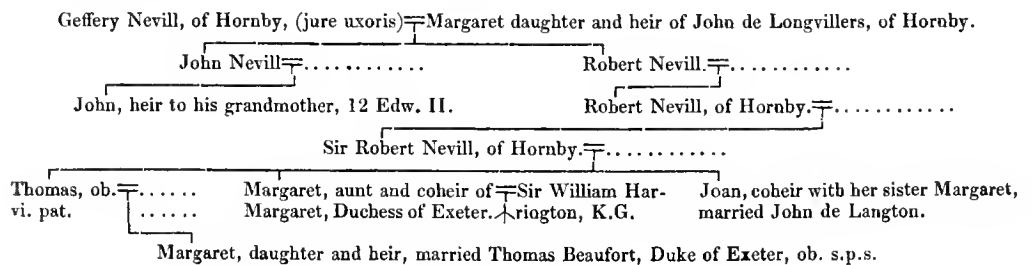 Geffery Nevill, of Hornby, (jure uxoris)=Margaret daughter and heir of John de Longvillers, of Hornby.
John Nevill=............ Robert Nevill.=............
John, heir to his grandmother, 12 Edw. II. Robert Nevill, of Hornby.=............
Sir Robert Nevill, of Hornby.=............
Thomas, ob.=...... Margaret, aunt and coheir of=Sir William Har- Joan, coheir with her sister Margaret,
vi. pat. ...... Margaret, Duchess of Exeter. rington, K.G. married John de Langton.
Margaret, daughter and heir, married Thomas Beaufort, Duke of Exeter, ob. s.p.s.